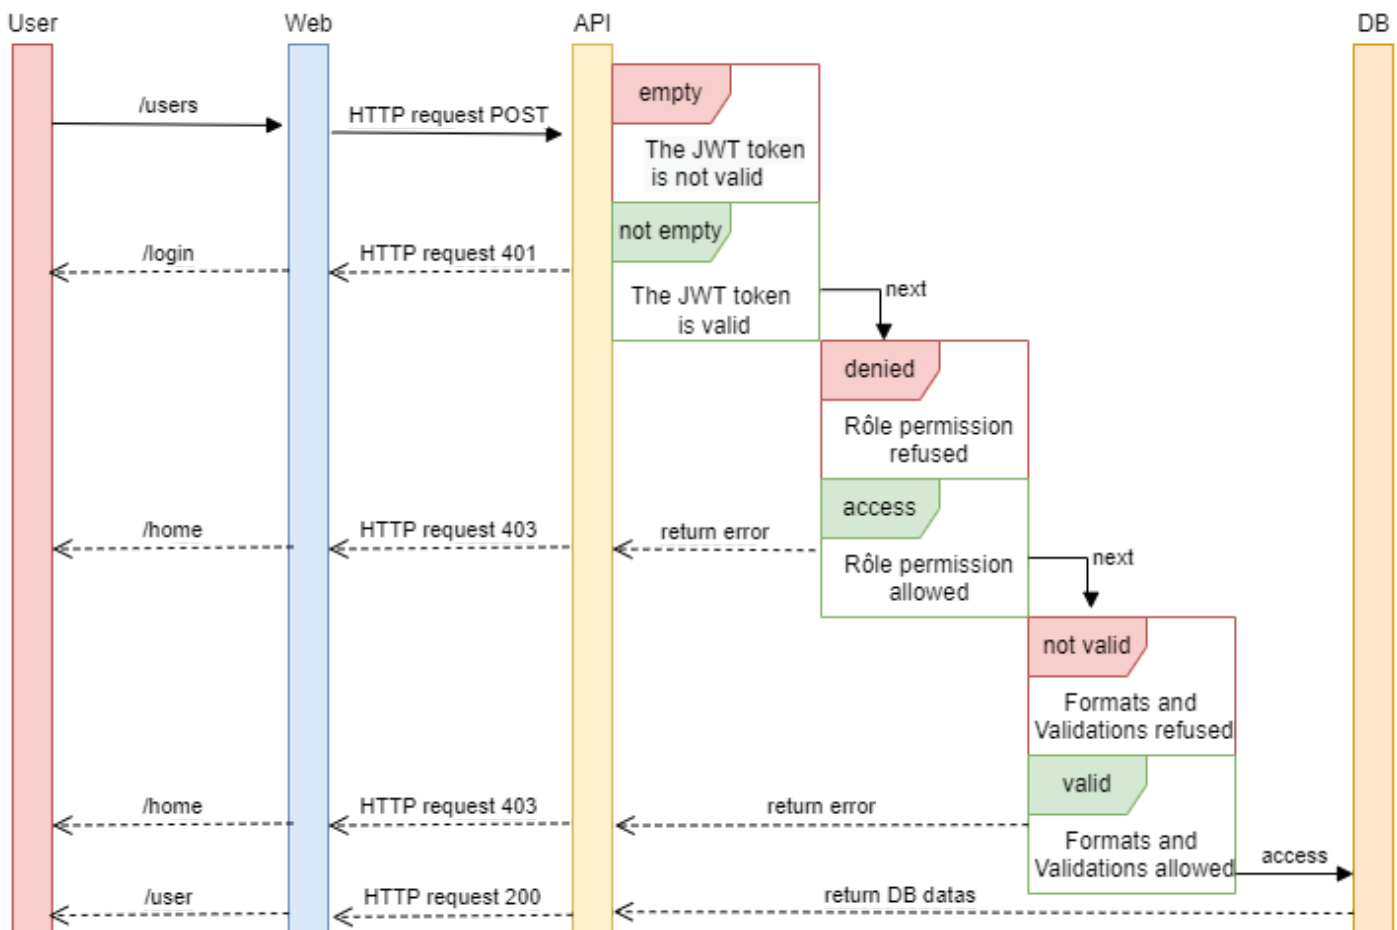 User
Web
API
DB
/users
HTTP request POST
empty
The JWT token
is not valid
not empty
/login
HTTP request 401
The JWT token
is valid
next
denied
Rôle permission
refused
access
/home
HTTP request 403
return error
Rôle permission
allowed
next
not valid
Formats and
Validations refused
valid
/home
HTTP request 403
return error
Formats and
Validations allowed
access
/user
HTTP request 200
return DB datas